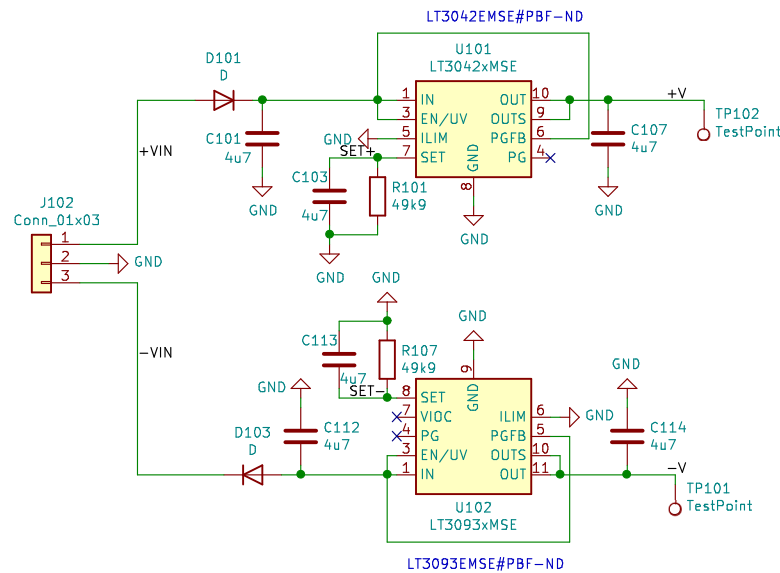 LT3042EMSE#PBF-ND
U101
LT3042xMSE
D101
D
1 IN OUT 10
3 EN/UV OUTS 9
5 ILIM PGFB 6
7 SET PG 4
GND
8
+V
TP102
TestPoint
C101
4u7
GND
GND
SET+
C103
4u7
R101
49k9
GND
GND
C107
4u7
GND
+VIN
J102
Conn_01x03
1
2
3
GND
-VIN
GND
C113
4u7
R107
49k9
SET-
GND
9
GND
8 SET
7 VIOC ILIM 6
4 PG PGFB 5
3 EN/UV OUTS 10
1 IN OUT 11
GND
GND
C112
4u7
D103
D
U102
LT3093xMSE
GND
C114
4u7
-V
TP101
TestPoint
LT3093EMSE#PBF-ND